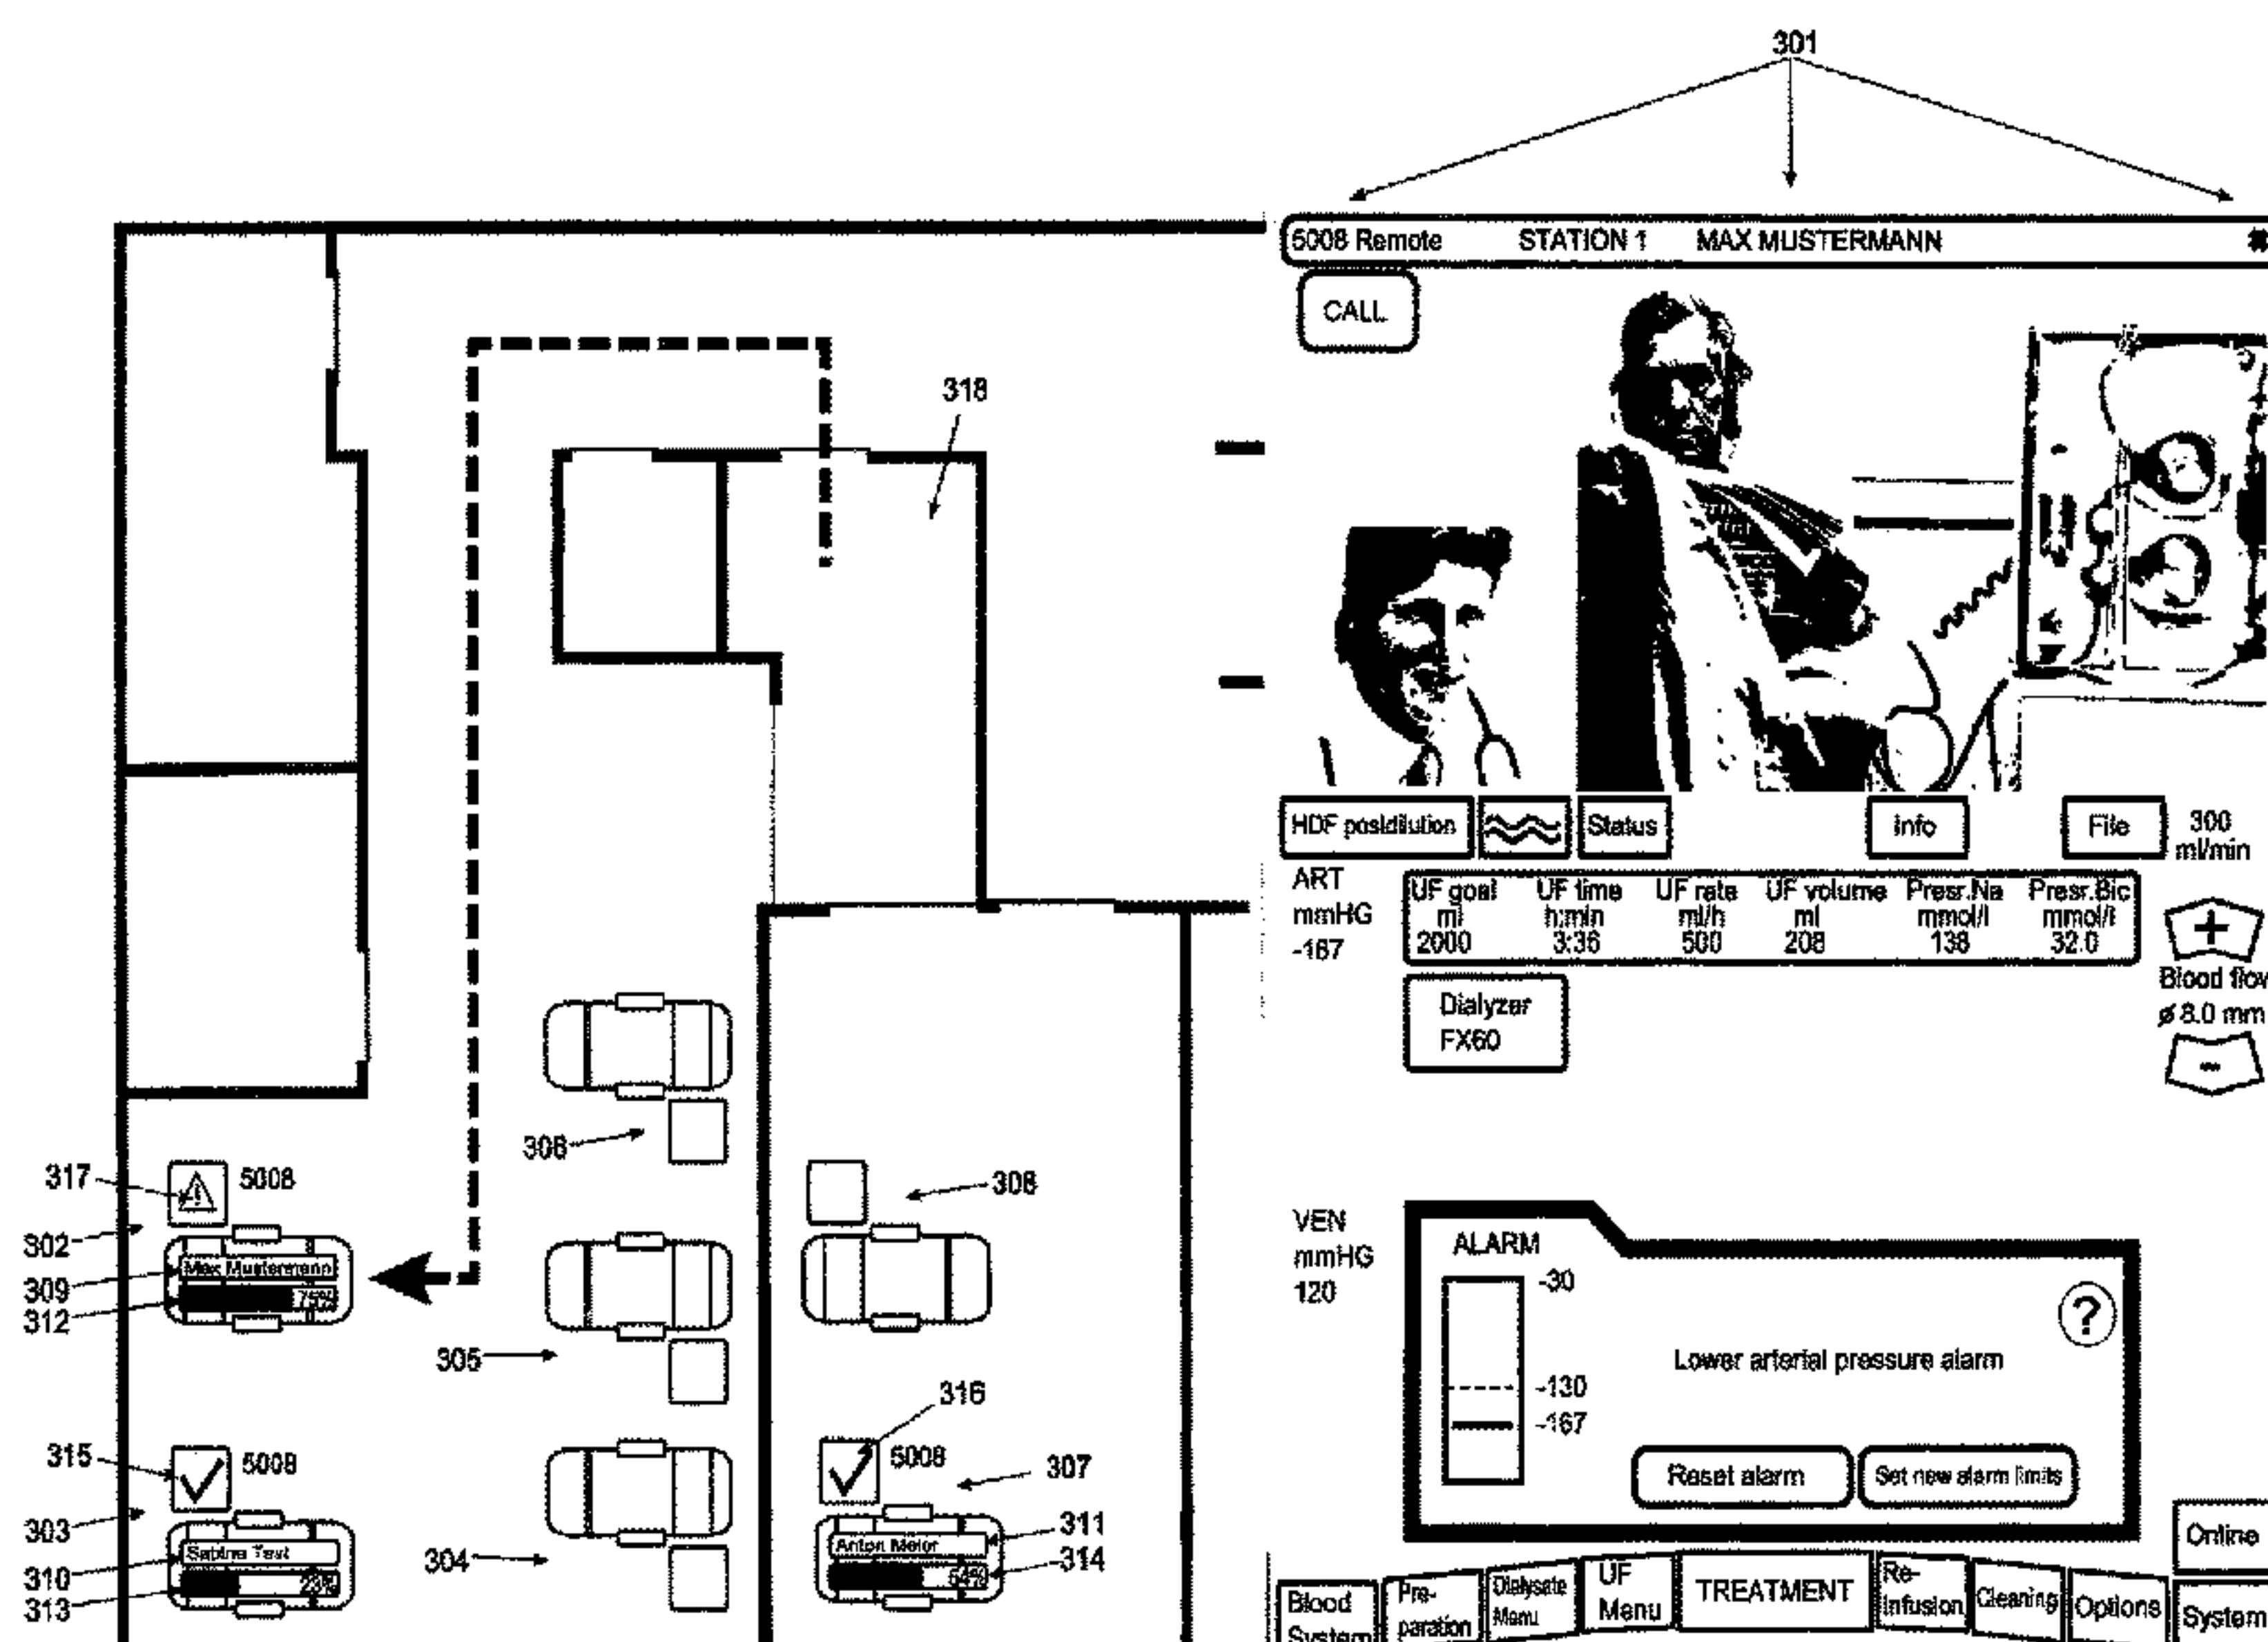 301
5008 Remote STATION 1 MAX MUSTERMANN
CALL
318
HDF postdilution
Status
Info
File
300
ml/min
ART
mmHG
-167
UF goal UF time UF rate UF volume Presr.Na Presr.Bic
ml h:min ml/h ml mmol/l mmol/l
2000 3:36 500 208 138 32.0
+
Blood flow
ø 8.0 mm
-
Dialyzer
FX60
306
317
5008
308
302
Max Mustermann
309
75%
312
305
VEN
mmHG
120
ALARM
-30
?
Lower arterial pressure alarm
-130
-167
Reset alarm
Set new alarm limits
316
315
5008
5008
307
303
Sabine Test
310
23%
313
304
Anton Meier
311
314
Online
Blood
System
Pre-
paration
Dialysate
Menu
UF
Menu
TREATMENT
Re-
Infusion
Cleaning
Options
System